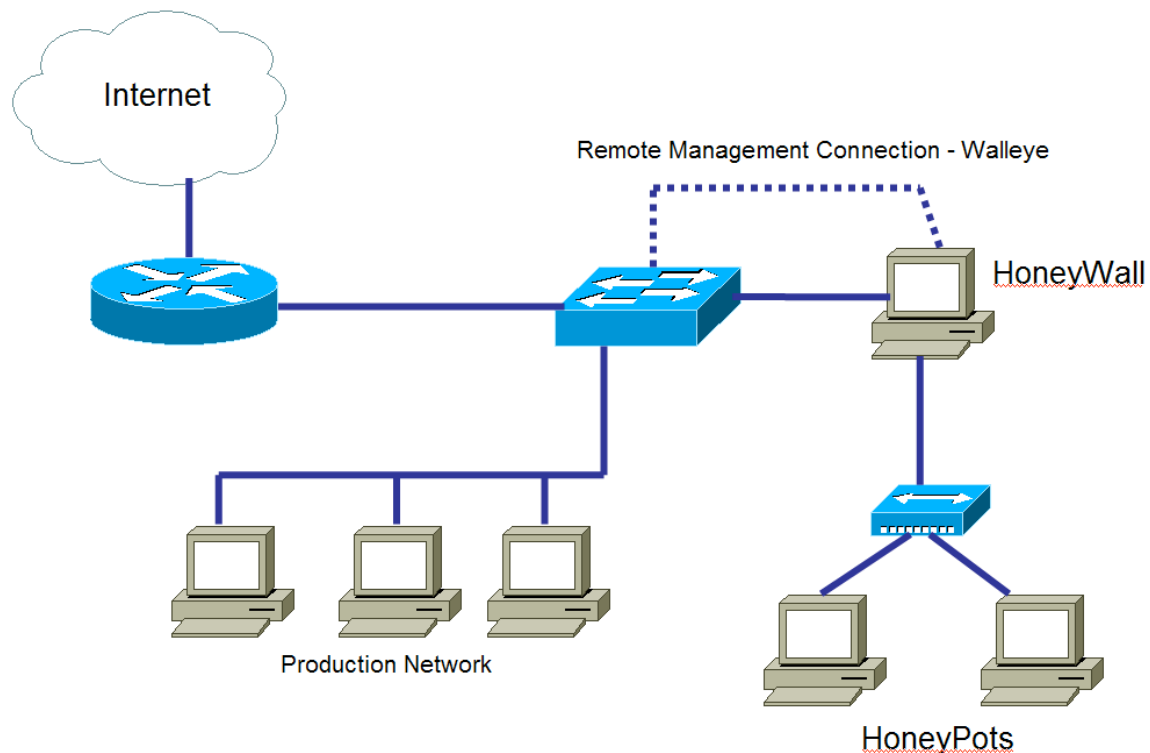 Internet
Remote Management Connection - Walleye
HoneyWall
Production Network
HoneyPots